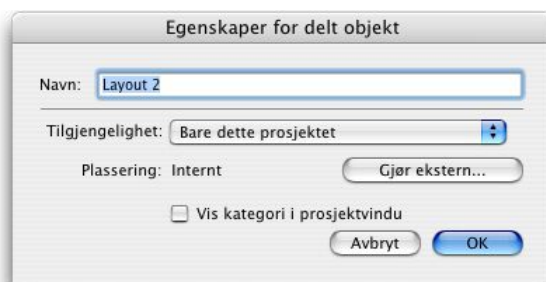 Egenskaper for delt objekt
Navn: Layout 2
Tilgjengelighet: Bare dette prosjektet
Plassering: Internt Gjør ekstern...
Vis kategori i prosjektvindu
Avbryt OK